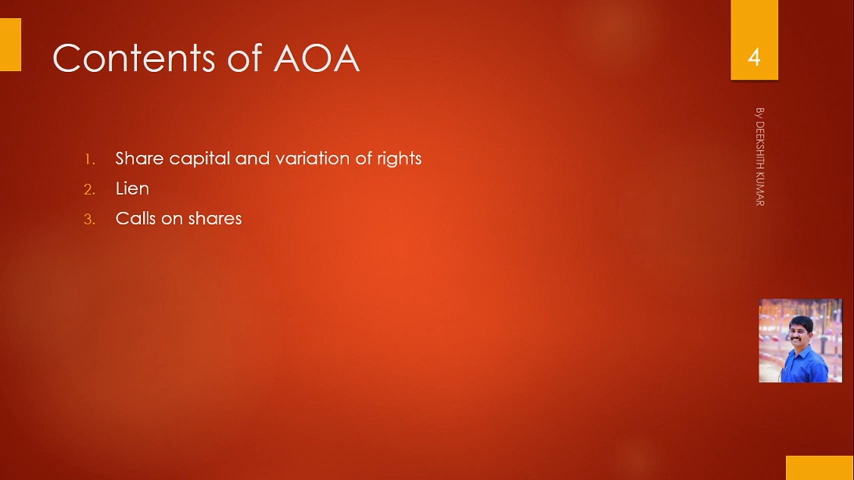 Contents of AOA
4
By DEEKSHITH KUMAR
1. Share capital and variation of rights
2. Lien
3. Calls on shares